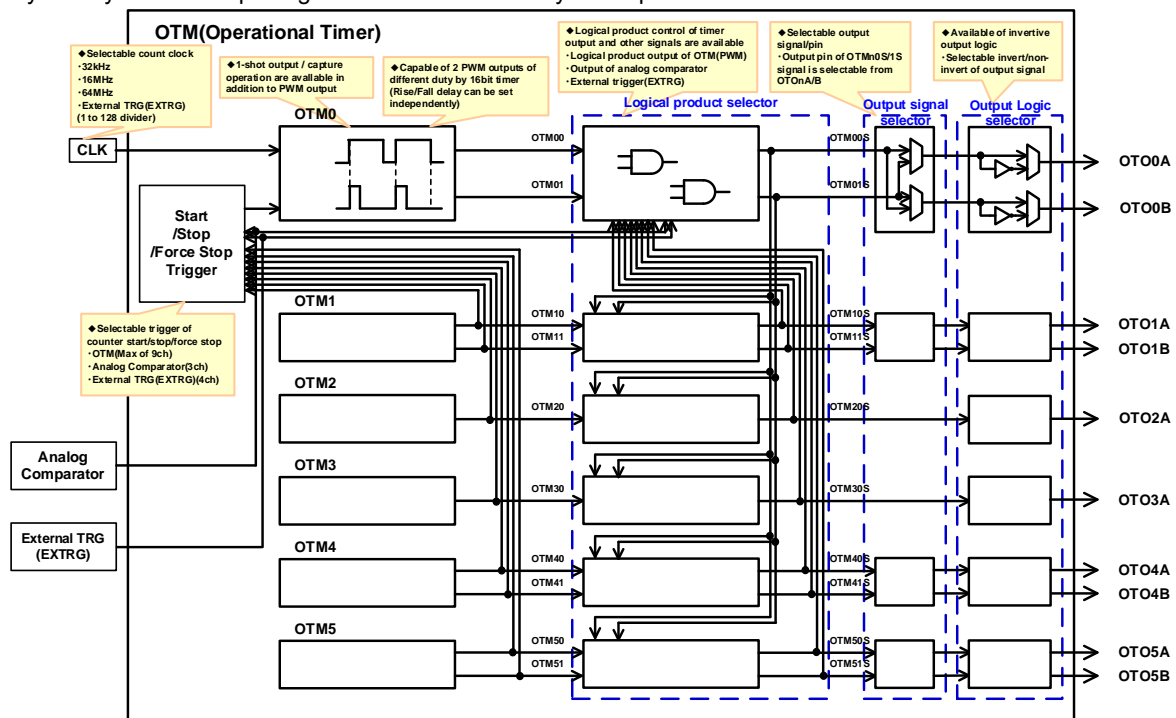 OTM(Operational Timer)
◆Selectable count clock
・32kHz
・16MHz
・64MHz
・External TRG(EXTRG)
(1 to 128 divider)
◆1-shot output / capture
operation are available in
addition to PWM output
◆Capable of 2 PWM outputs of
different duty by 16bit timer
(Rise/Fall delay can be set
independently)
◆Logical product control of timer
output and other signals are available
・Logical product output of OTM(PWM)
・Output of analog comparator
・External trigger(EXTRG)
◆Selectable output
signal/pin
・Output pin of OTMn0S/1S
signal is selectable from
OTOnA/B
◆Available of invertive
output logic
・Selectable invert/non-
invert of output signal
Logical product selector
Output signal
selector
Output Logic
selector
CLK
OTM0
OTM00
OTM01
OTM00S
OTM01S
OTO0A
OTO0B
Start
/Stop
/Force Stop
Trigger
◆Selectable trigger of
counter start/stop/force stop
・OTM(Max of 9ch)
・Analog Comparator(3ch)
・External TRG(EXTRG)(4ch)
OTM1
OTM10
OTM11
OTM10S
OTM11S
OTO1A
OTO1B
OTM2
OTM20
OTM20S
OTO2A
Analog
Comparator
OTM3
OTM30
OTM30S
OTO3A
External TRG
(EXTRG)
OTM4
OTM40
OTM41
OTM40S
OTM41S
OTO4A
OTO4B
OTM5
OTM50
OTM51
OTM50S
OTM51S
OTO5A
OTO5B